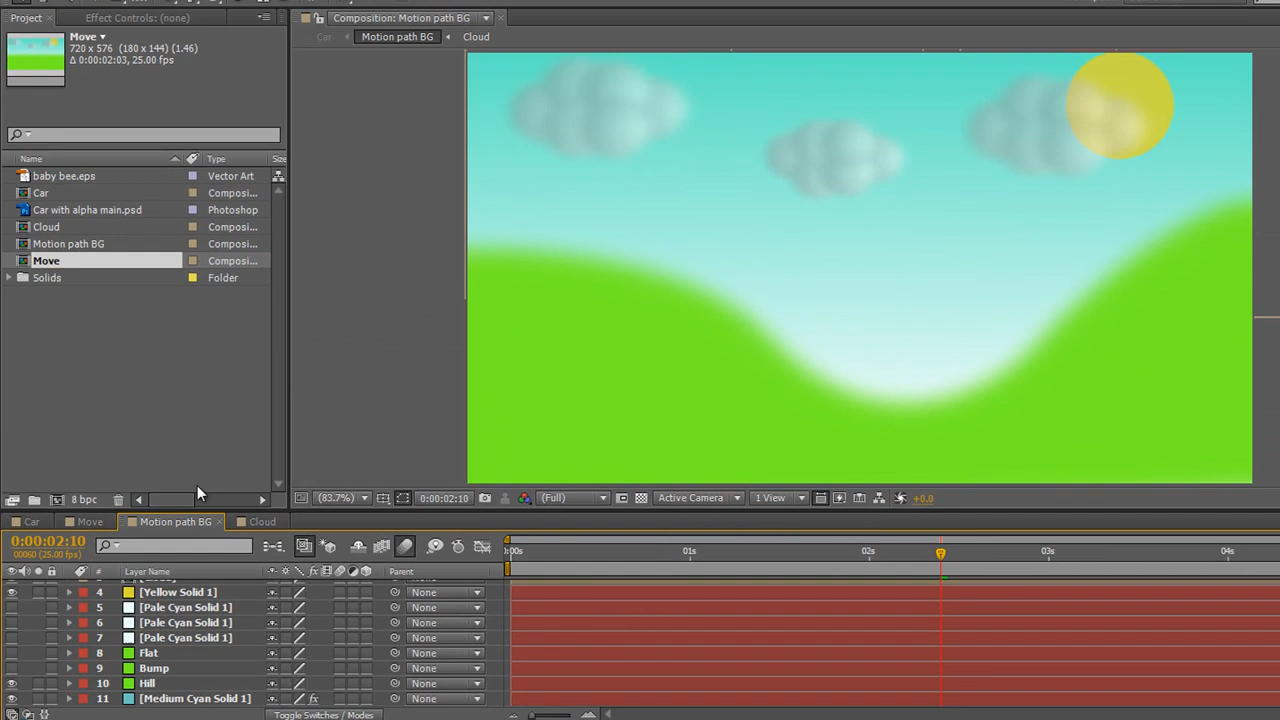 Project × Effect Controls: (none)
Composition: Motion path BG
Car Motion path BG Cloud
Move
720 x 576 (180 x 144) (1.46)
Δ 0:00:02:03, 25.00 fps
Name Type Size
baby bee.eps Vector Art
Car Composi...
Car with alpha main.psd Photoshop
Cloud Composi...
Motion path BG Composi...
Move Composi...
Solids Folder
8 bpc
(83.7%) 0:00:02:10 (Full) Active Camera 1 View +0.0
Car Move Motion path BG × Cloud
0:00:02:10
00060 (25.00 fps)
:00s 01s 02s 03s 04s
# Layer Name Parent
4 [Yellow Solid 1] None
5 [Pale Cyan Solid 1] None
6 [Pale Cyan Solid 1] None
7 [Pale Cyan Solid 1] None
8 Flat None
9 Bump None
10 Hill None
11 [Medium Cyan Solid 1] fx None
Toggle Switches / Modes